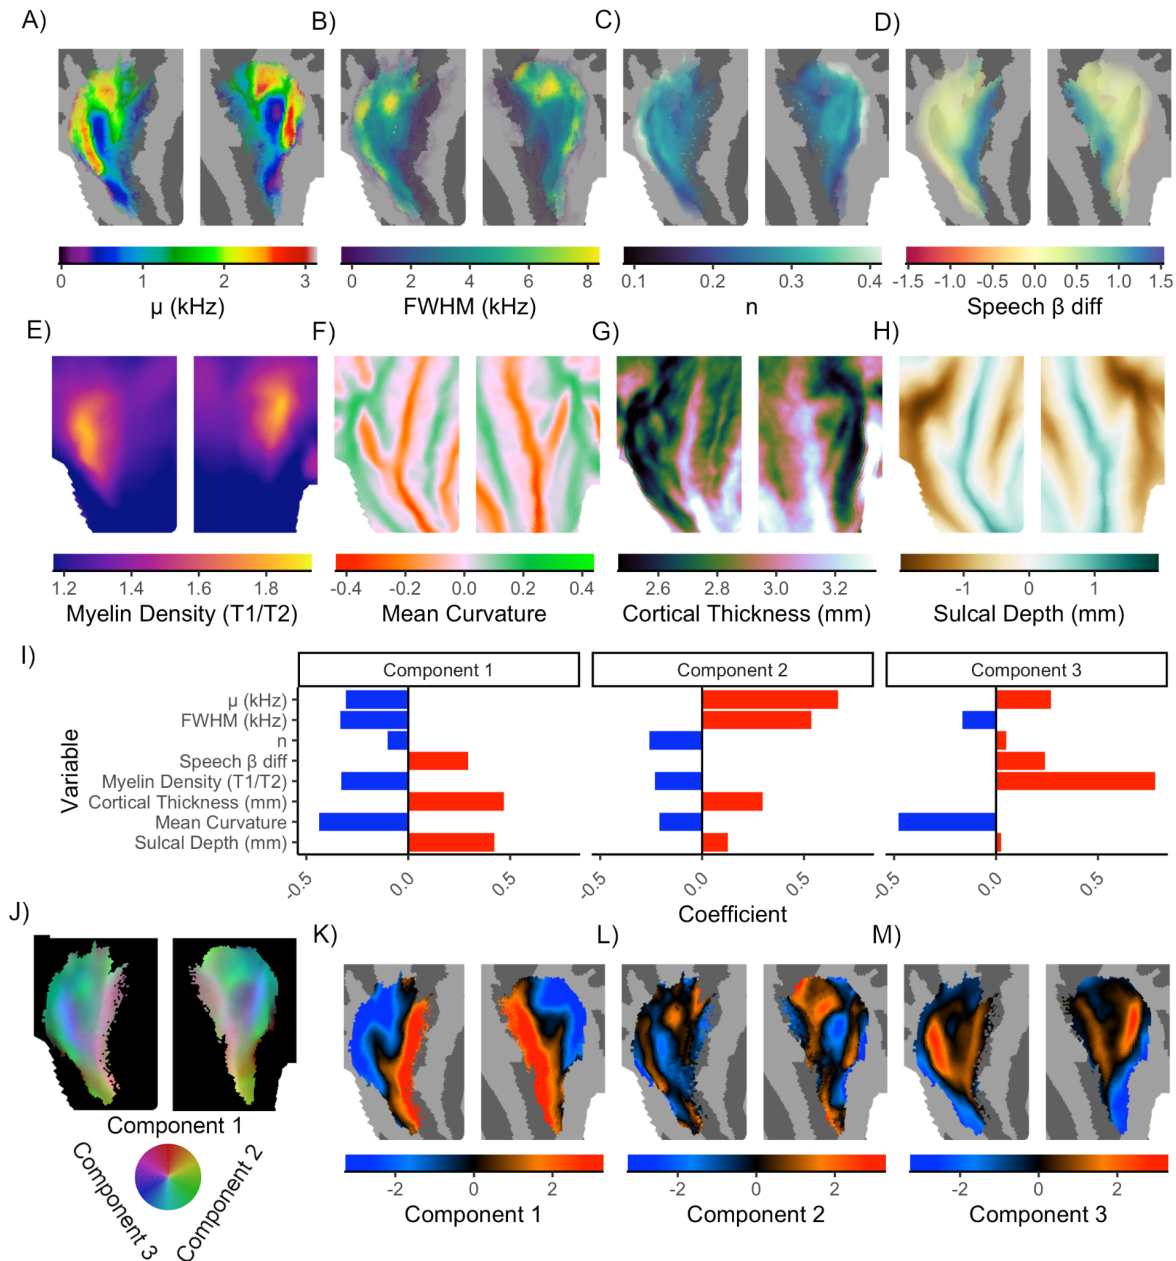 A) B) C) D)
0 1 2 3 0 2 4 6 8 0.1 0.2 0.3 0.4 -1.5 -1.0 -0.5 0.0 0.5 1.0 1.5
μ (kHz) FWHM (kHz) n Speech β diff
E) F) G) H)
1.2 1.4 1.6 1.8 -0.4 -0.2 0.0 0.2 0.4 2.6 2.8 3.0 3.2 -1 0 1
Myelin Density (T1/T2) Mean Curvature Cortical Thickness (mm) Sulcal Depth (mm)
I)
Component 1 Component 2 Component 3
Variable
μ (kHz)
FWHM (kHz)
n
Speech β diff
Myelin Density (T1/T2)
Cortical Thickness (mm)
Mean Curvature
Sulcal Depth (mm)
-0.5 0.0 0.5 -0.5 0.0 0.5 -0.5 0.0 0.5
Coefficient
J) K) L) M)
Component 1
Component 3
Component 2
-2 0 2 -2 0 2 -2 0 2
Component 1 Component 2 Component 3